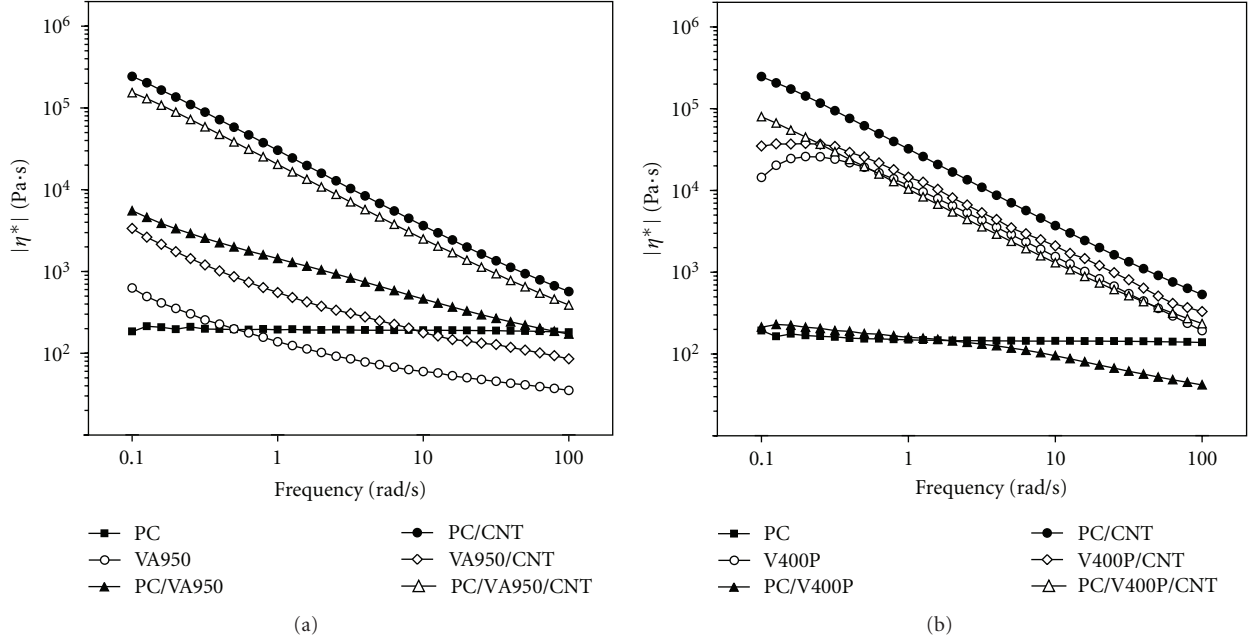 10^6
10^5
10^4
10^3
10^2
|η*| (Pa·s)
0.1 1 10 100
Frequency (rad/s)
PC PC/CNT
VA950 VA950/CNT
PC/VA950 PC/VA950/CNT
(a)
10^6
10^5
10^4
10^3
10^2
|η*| (Pa·s)
0.1 1 10 100
Frequency (rad/s)
PC PC/CNT
V400P V400P/CNT
PC/V400P PC/V400P/CNT
(b)